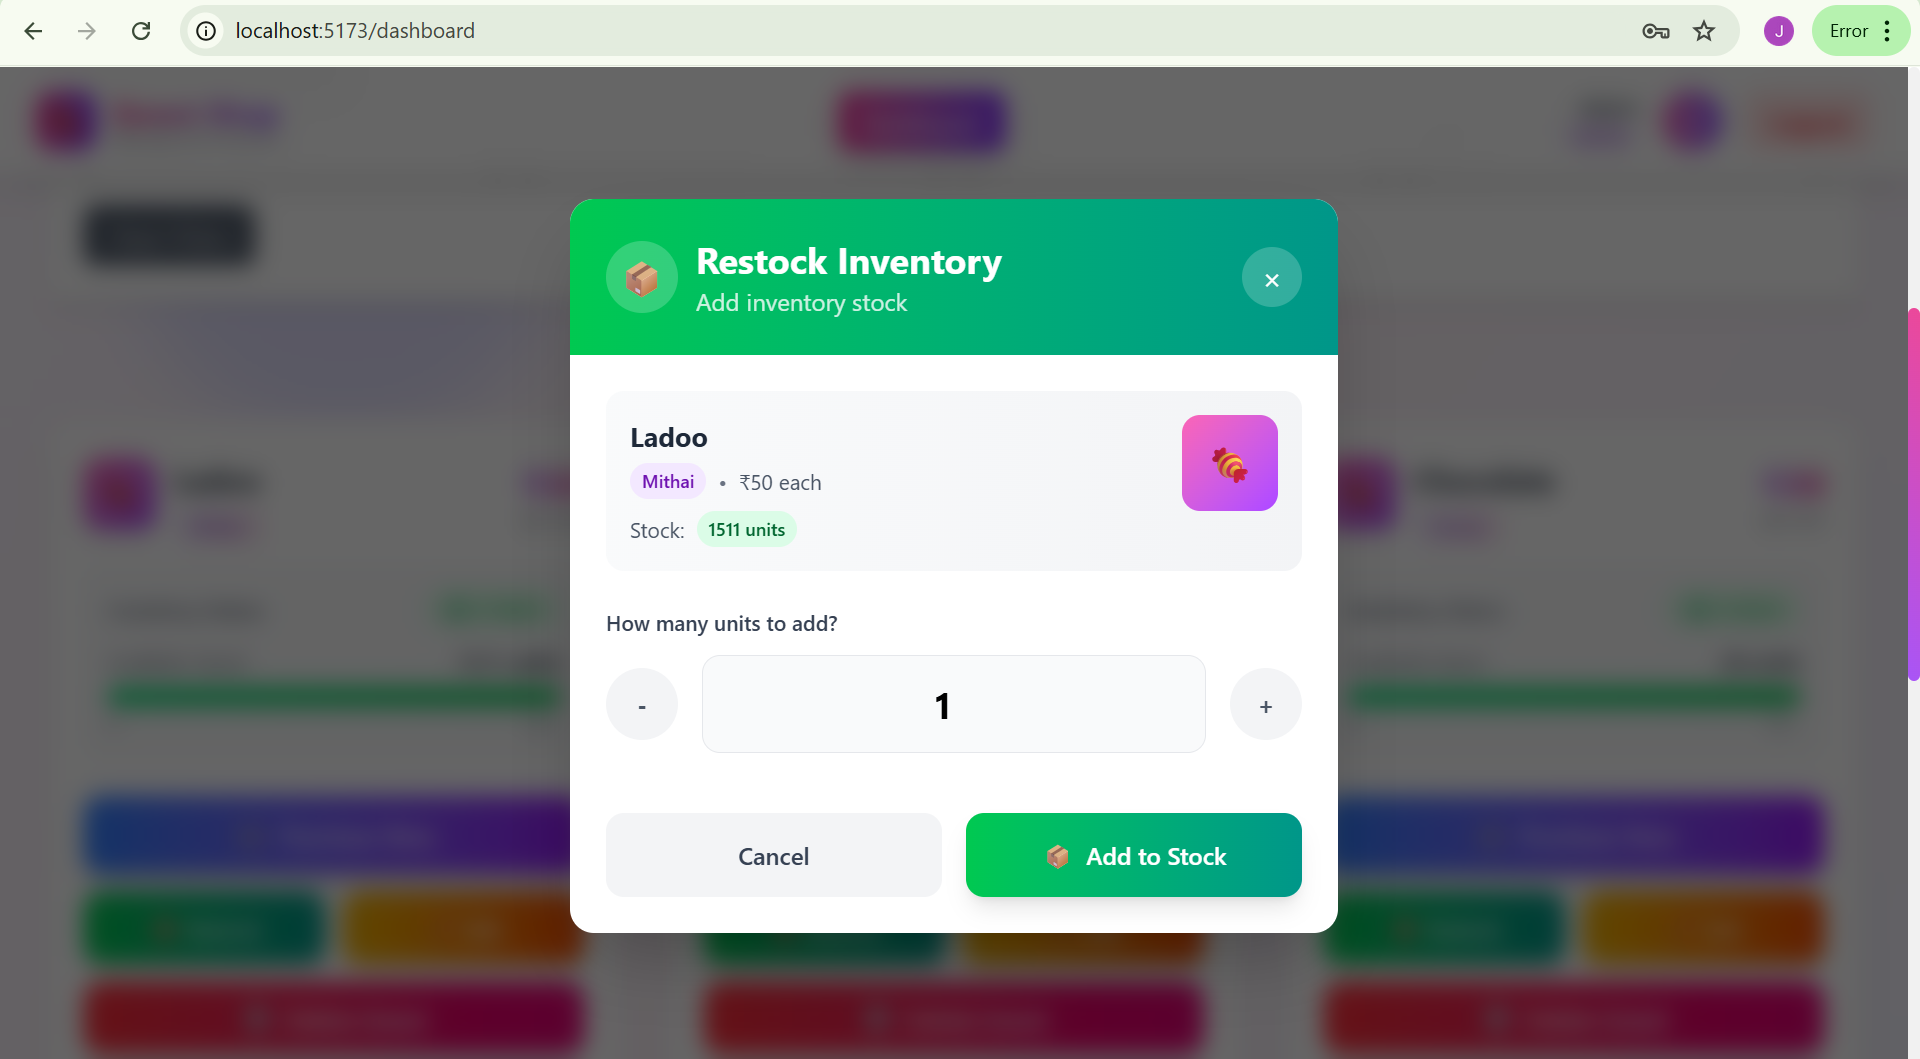 localhost:5173/dashboard
J
Error
Restock Inventory
Add inventory stock
×
Ladoo
Mithai • ₹50 each
Stock: 1511 units
How many units to add?
- 1 +
Cancel
Add to Stock